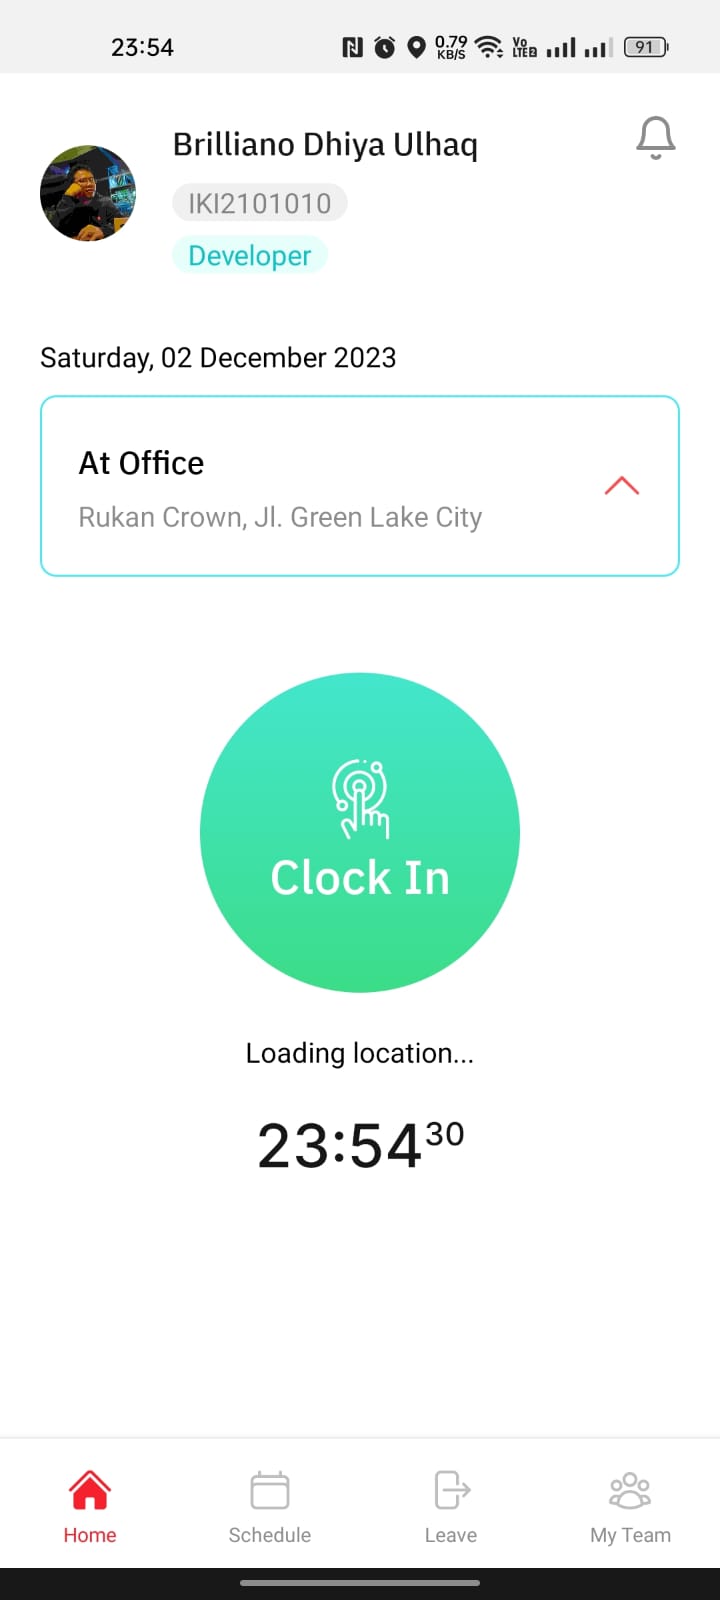 23:54
0.79
KB/S
Vo
LTE2
91
Brilliano Dhiya Ulhaq
IKI2101010
Developer
Saturday, 02 December 2023
At Office
Rukan Crown, Jl. Green Lake City
Clock In
Loading location...
23:54 30
Home
Schedule
Leave
My Team